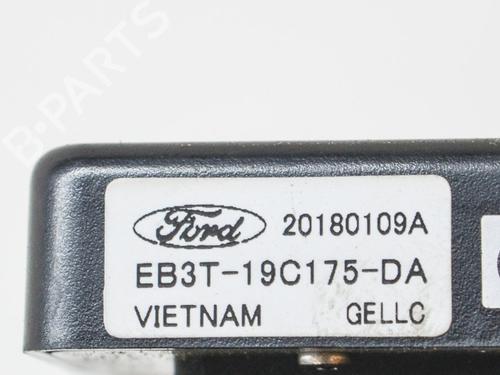 B-PARTS
Ford 20180109A
EB3T-19C175-DA
VIETNAM GELLC